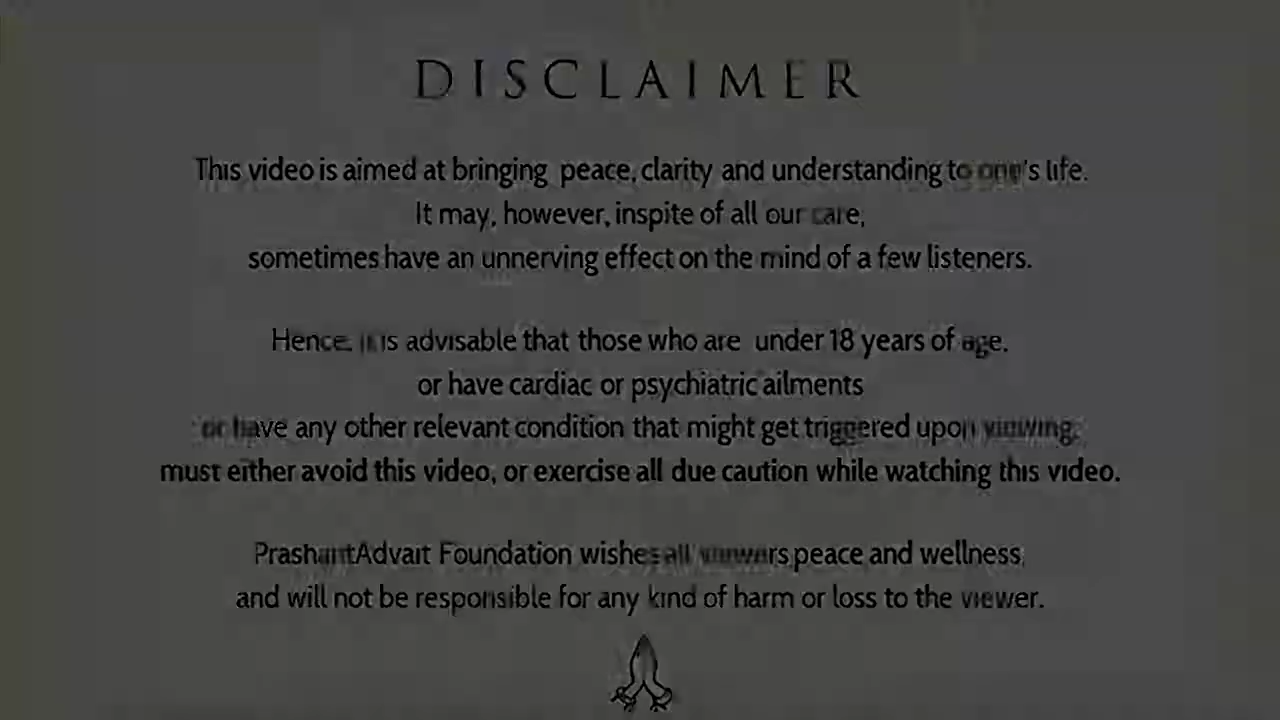 DISCLAIMER
This video is aimed at bringing peace, clarity and understanding to one's life.
It may, however, inspite of all our care,
sometimes have an unnerving effect on the mind of a few listeners.
Hence, it is advisable that those who are under 18 years of age,
or have cardiac or psychiatric ailments
or have any other relevant condition that might get triggered upon viewing,
must either avoid this video, or exercise all due caution while watching this video.
PrashantAdvait Foundation wishes all viewers peace and wellness,
and will not be responsible for any kind of harm or loss to the viewer.